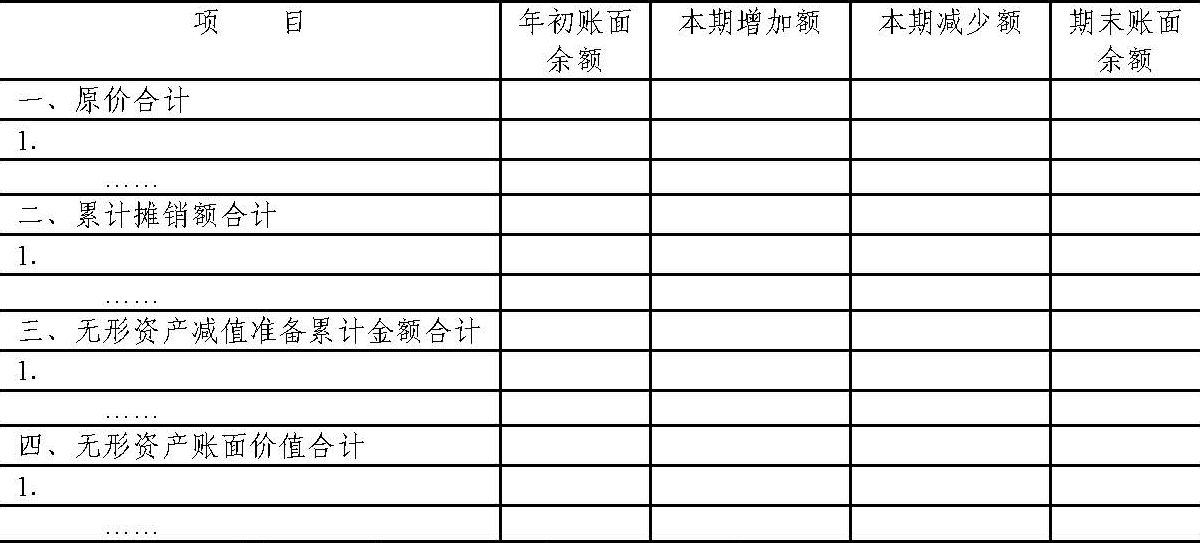 项 目 年初账面余额 本期增加额 本期减少额 期末账面余额
一、原价合计
1.
……
二、累计摊销额合计
1.
……
三、无形资产减值准备累计金额合计
1.
……
四、无形资产账面价值合计
1.
……